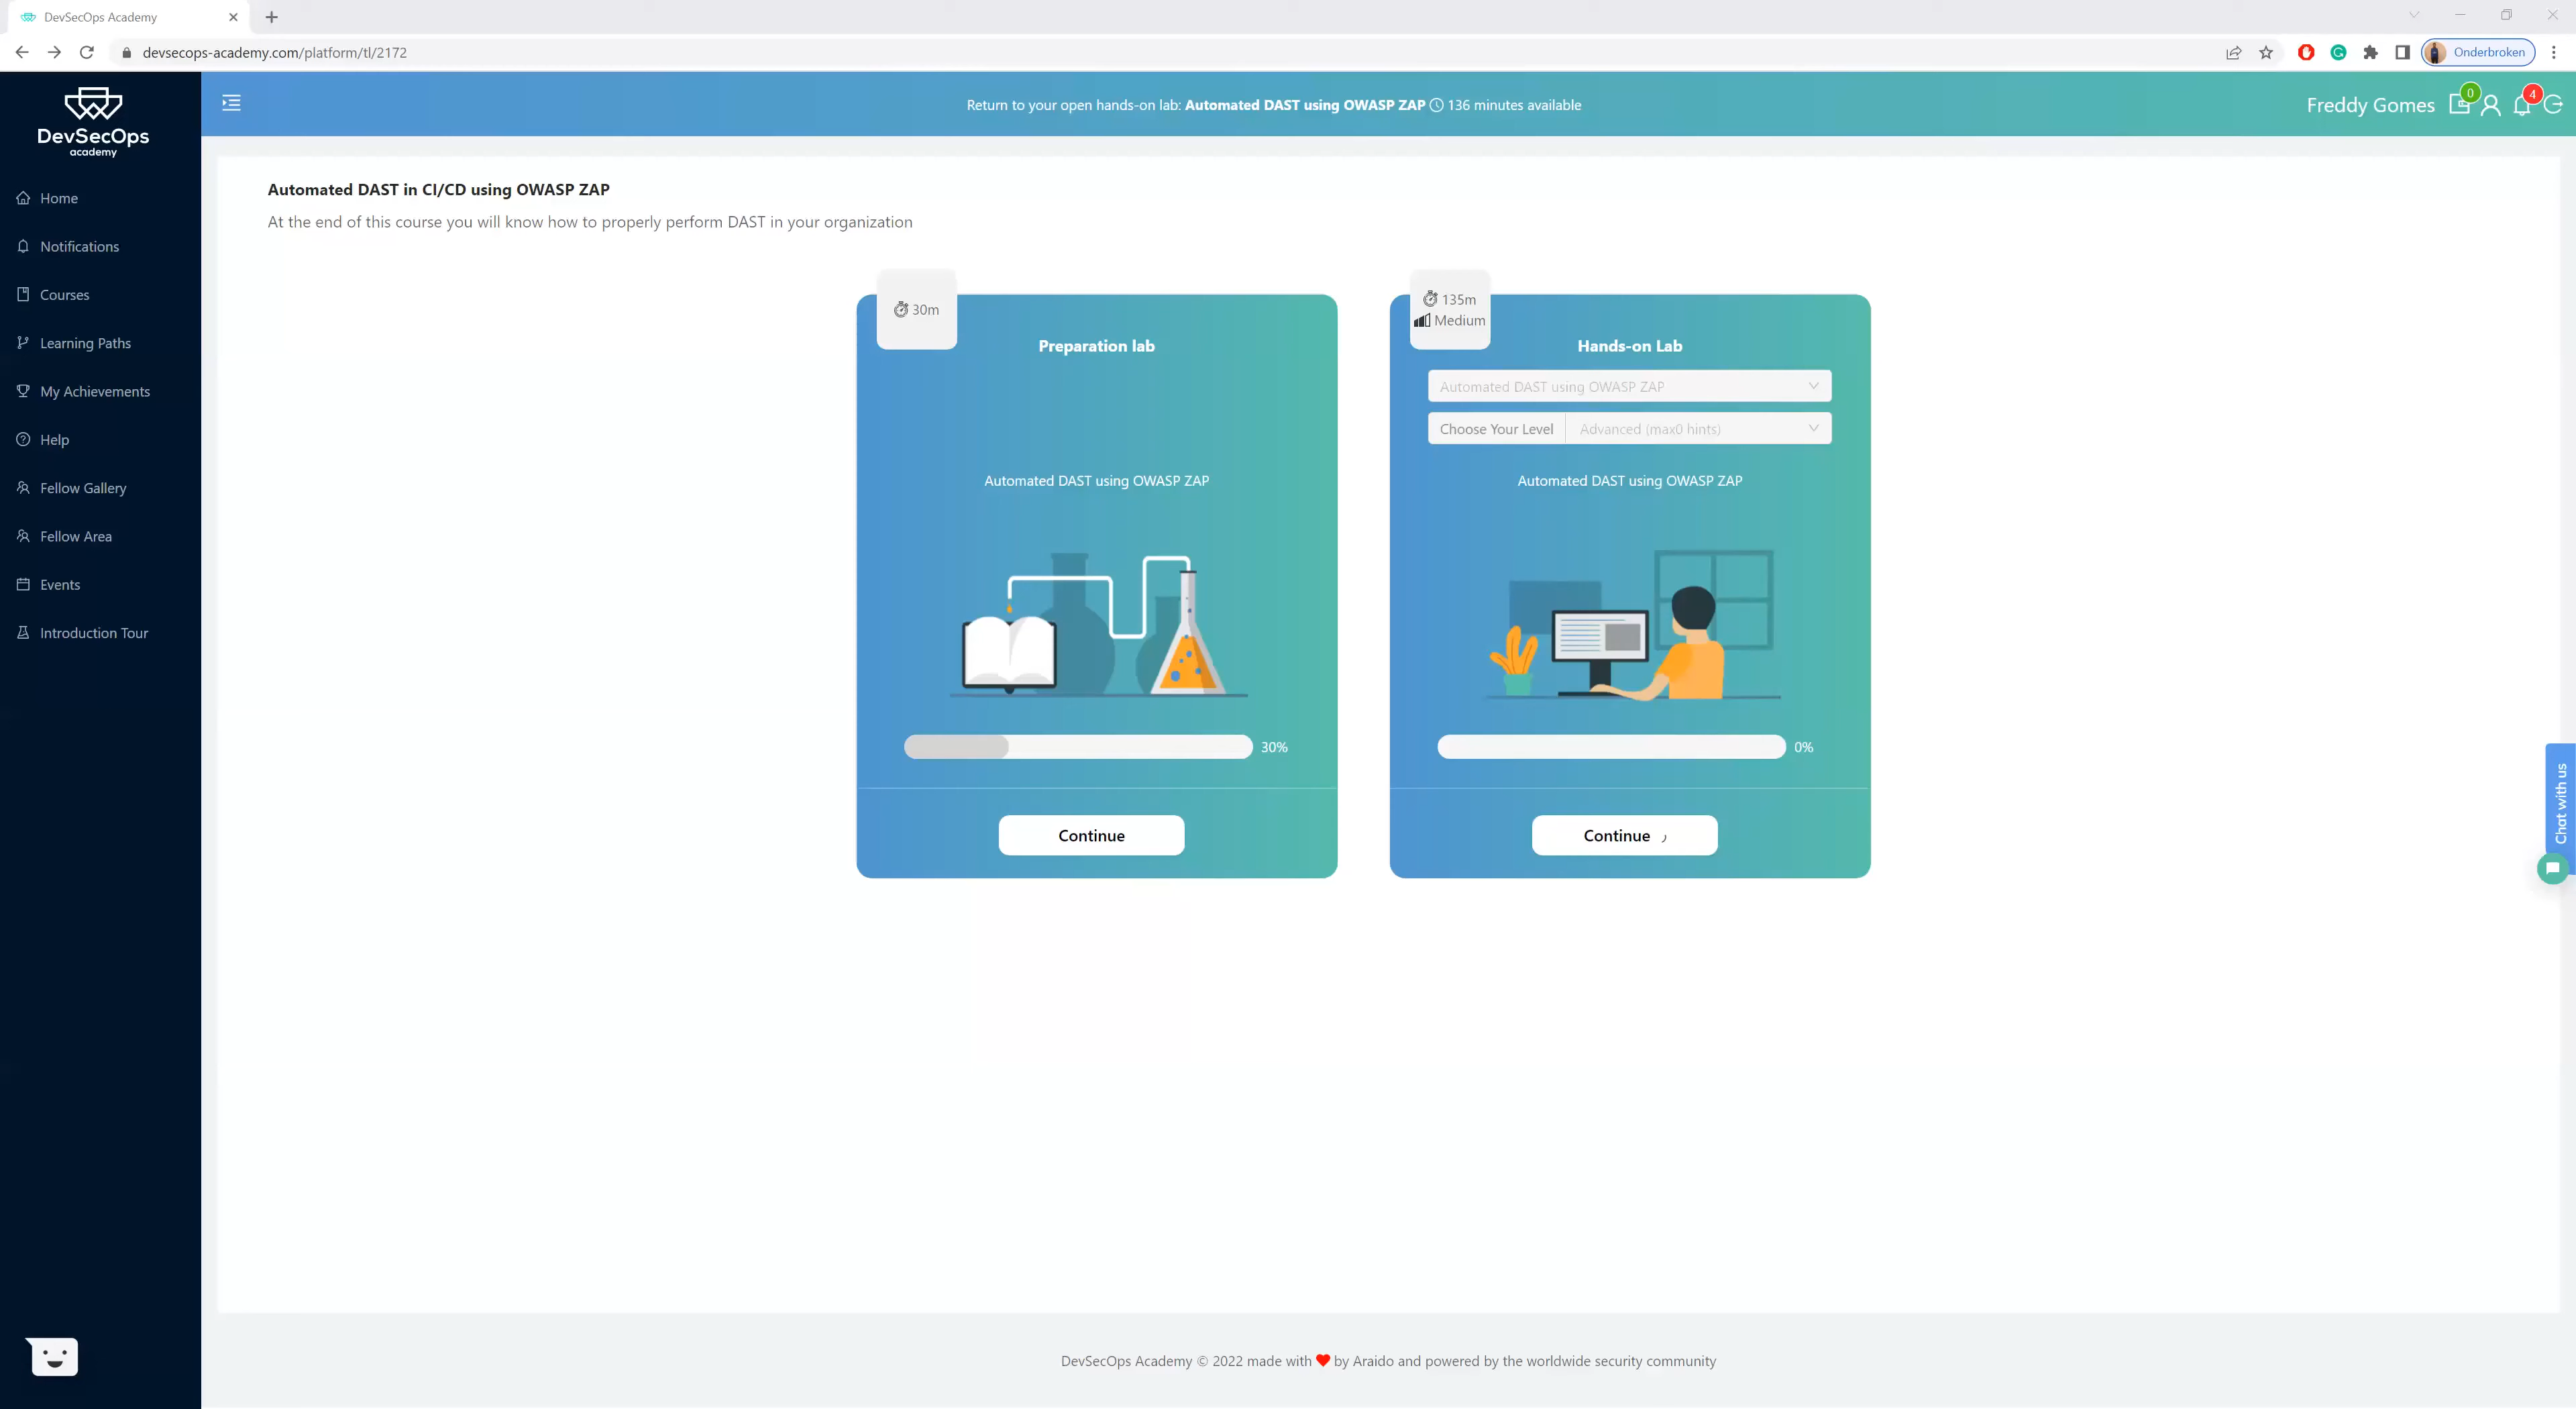 DevSecOps Academy
devsecops-academy.com/platform/tl/2172
Onderbroken
DevSecOps
academy
Return to your open hands-on lab: Automated DAST using OWASP ZAP 136 minutes available
Freddy Gomes
0
4
Home
Notifications
Courses
Learning Paths
My Achievements
Help
Fellow Gallery
Fellow Area
Events
Introduction Tour
Automated DAST in CI/CD using OWASP ZAP
At the end of this course you will know how to properly perform DAST in your organization
30m
Preparation lab
Automated DAST using OWASP ZAP
30%
Continue
135m
Medium
Hands-on Lab
Automated DAST using OWASP ZAP
Choose Your Level Advanced (max0 hints)
Automated DAST using OWASP ZAP
0%
Continue
Chat with us
DevSecOps Academy © 2022 made with ❤ by Araido and powered by the worldwide security community